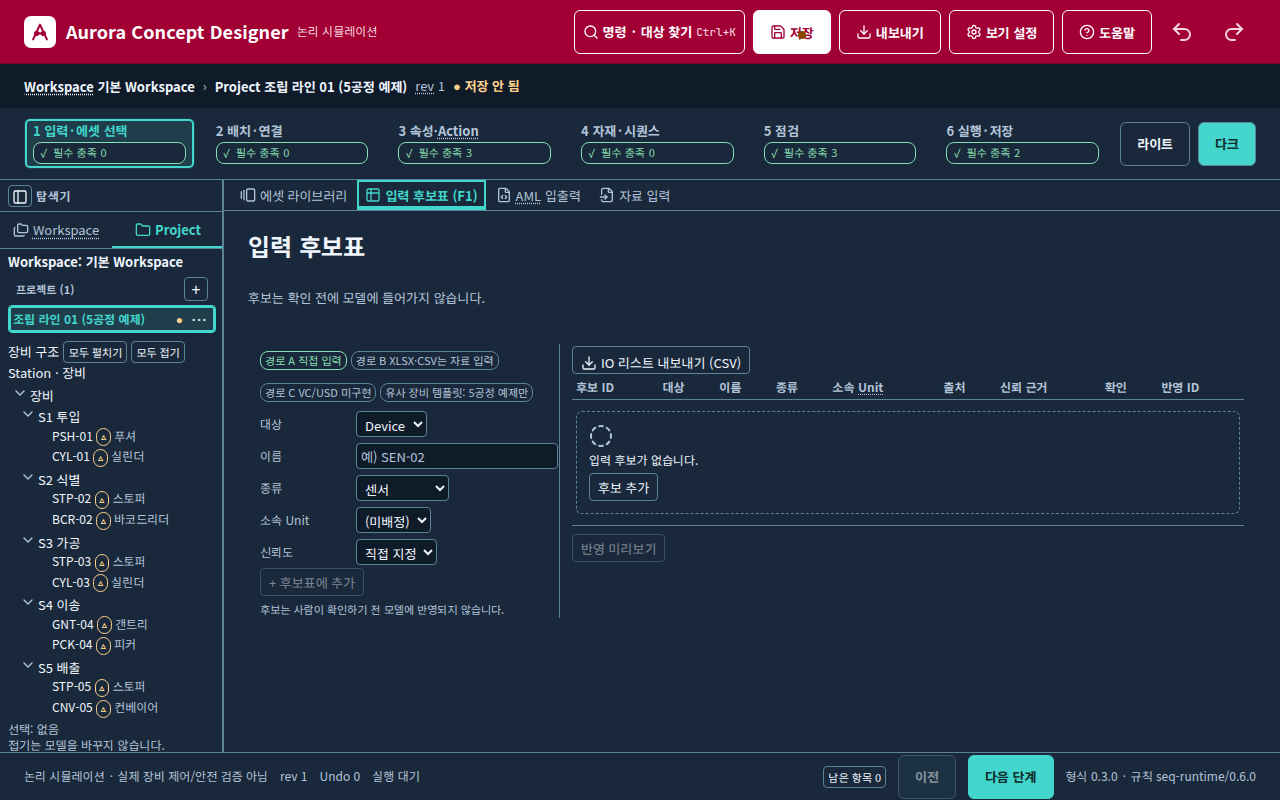 Aurora Concept Designer 논리 시뮬레이션 명령 · 대상 찾기 Ctrl+K 내보내기 보기 설정 도움말
Workspace 기본 Workspace › Project 조립 라인 01 (5공정 예제) rev 1 ● 저장 안 됨
1 입력·에셋 선택 2 배치·연결 3 속성·Action 4 자재·시퀀스 5 점검 6 실행·저장
✓ 필수 충족 0 ✓ 필수 충족 0 ✓ 필수 충족 3 ✓ 필수 충족 0 ✓ 필수 충족 3 ✓ 필수 충족 2
라이트 다크
탐색기
에셋 라이브러리 입력 후보표 (F1) AML 입출력 자료 입력
Workspace Project
Workspace: 기본 Workspace
프로젝트 (1) +
조립 라인 01 (5공정 예제) ● ···
장비 구조 모두 펼치기 모두 접기
Station · 장비
장비
S1 투입
PSH-01 푸셔
CYL-01 실린더
S2 식별
STP-02 스토퍼
BCR-02 바코드리더
S3 가공
STP-03 스토퍼
CYL-03 실린더
S4 이송
GNT-04 갠트리
PCK-04 피커
S5 배출
STP-05 스토퍼
CNV-05 컨베이어
선택: 없음
접기는 모델을 바꾸지 않습니다.
입력 후보표
후보는 확인 전에 모델에 들어가지 않습니다.
경로 A 직접 입력 경로 B XLSX·CSV는 자료 입력
경로 C VC/USD 미구현 유사 장비 템플릿: 5공정 예제만
대상 Device
이름 예) SEN-02
종류 센서
소속 Unit (미배정)
신뢰도 직접 지정
+ 후보표에 추가
후보는 사람이 확인하기 전 모델에 반영되지 않습니다.
IO 리스트 내보내기 (CSV)
후보 ID 대상 이름 종류 소속 Unit 출처 신뢰 근거 확인 반영 ID
입력 후보가 없습니다.
후보 추가
반영 미리보기
논리 시뮬레이션 · 실제 장비 제어/안전 검증 아님 rev 1 Undo 0 실행 대기
남은 항목 0 이전 다음 단계 형식 0.3.0 · 규칙 seq-runtime/0.6.0